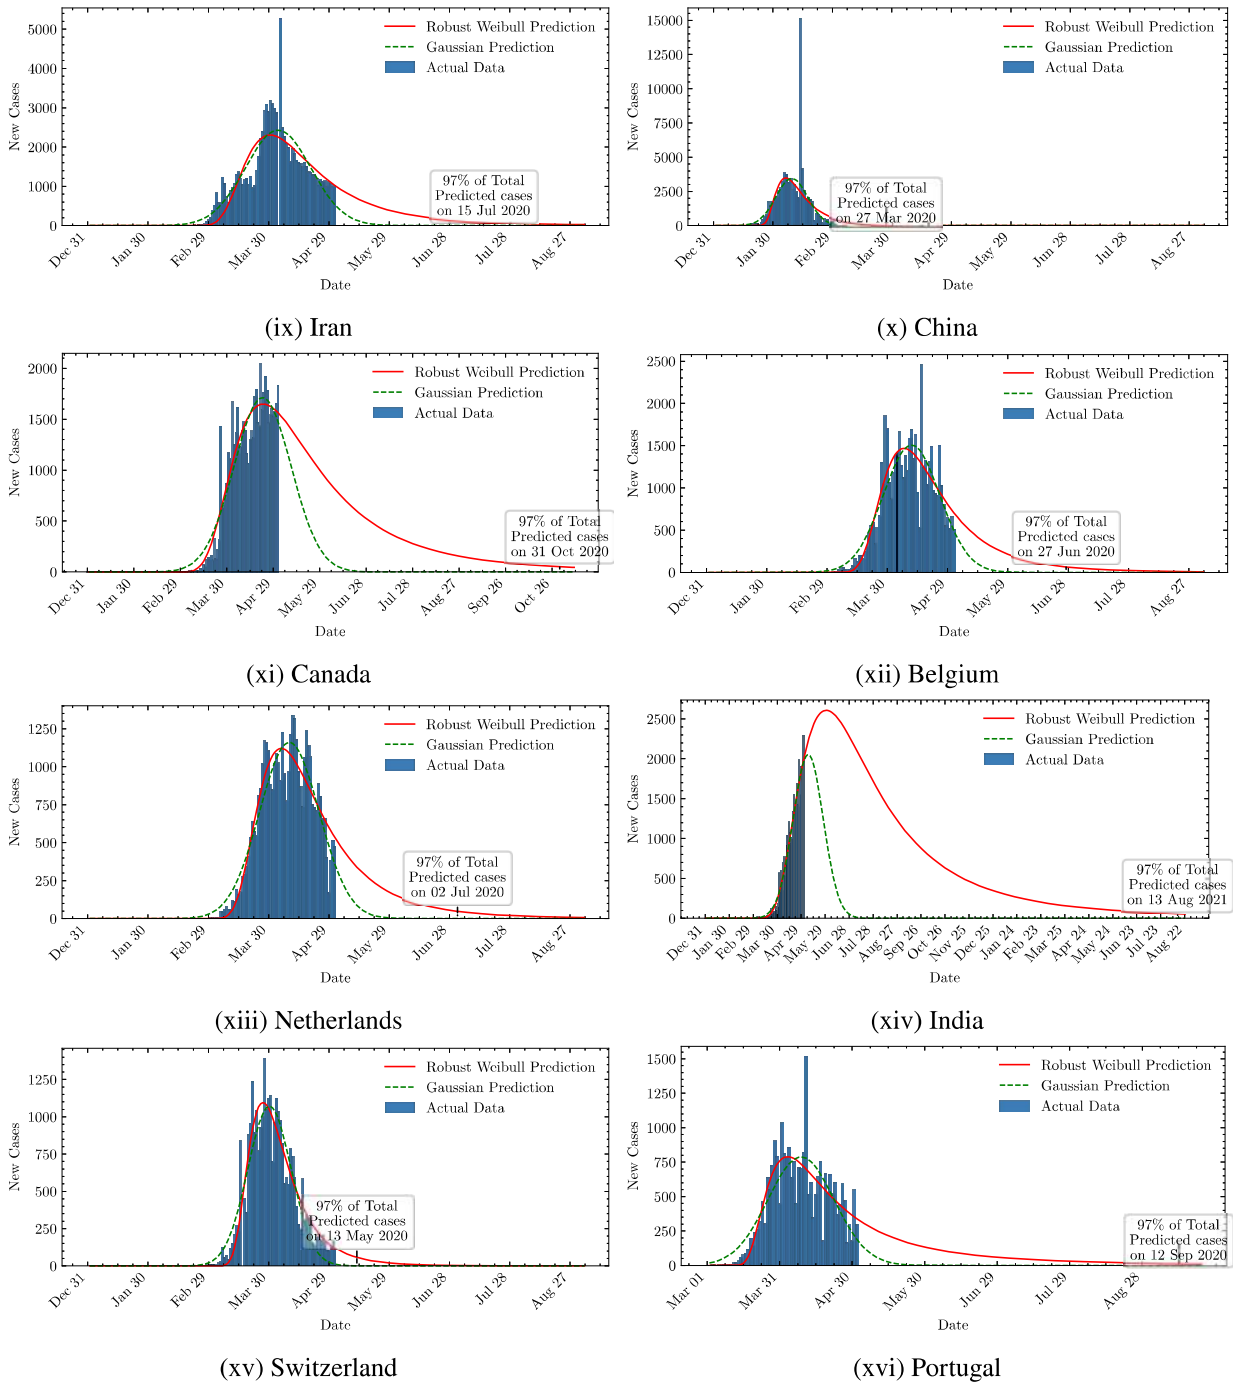 5000
4000
3000
2000
1000
0
New Cases
Robust Weibull Prediction
Gaussian Prediction
Actual Data
97% of Total
Predicted cases
on 15 Jul 2020
Dec 31
Jan 30
Feb 29
Mar 30
Apr 29
May 29
Jun 28
Jul 28
Aug 27
Date
(ix) Iran
15000
12500
10000
7500
5000
2500
0
New Cases
Robust Weibull Prediction
Gaussian Prediction
Actual Data
97% of Total
Predicted cases
on 27 Mar 2020
Dec 31
Jan 30
Feb 29
Mar 30
Apr 29
May 29
Jun 28
Jul 28
Aug 27
Date
(x) China
2000
1500
1000
500
0
New Cases
Robust Weibull Prediction
Gaussian Prediction
Actual Data
97% of Total
Predicted cases
on 31 Oct 2020
Dec 31
Jan 30
Feb 29
Mar 30
Apr 29
May 29
Jun 28
Jul 28
Aug 27
Sep 26
Oct 26
Date
(xi) Canada
2500
2000
1500
1000
500
0
New Cases
Robust Weibull Prediction
Gaussian Prediction
Actual Data
97% of Total
Predicted cases
on 27 Jun 2020
Dec 31
Jan 30
Feb 29
Mar 30
Apr 29
May 29
Jun 28
Jul 28
Aug 27
Date
(xii) Belgium
1250
1000
750
500
250
0
New Cases
Robust Weibull Prediction
Gaussian Prediction
Actual Data
97% of Total
Predicted cases
on 02 Jul 2020
Dec 31
Jan 30
Feb 29
Mar 30
Apr 29
May 29
Jun 28
Jul 28
Aug 27
Date
(xiii) Netherlands
2500
2000
1500
1000
500
0
New Cases
Robust Weibull Prediction
Gaussian Prediction
Actual Data
97% of Total
Predicted cases
on 13 Aug 2021
Dec 31
Jan 30
Feb 29
Mar 30
Apr 29
May 29
Jun 28
Jul 28
Aug 27
Sep 26
Oct 26
Nov 25
Dec 25
Jan 24
Feb 23
Mar 25
Apr 24
May 24
Jun 23
Jul 23
Aug 22
Date
(xiv) India
1250
1000
750
500
250
0
New Cases
Robust Weibull Prediction
Gaussian Prediction
Actual Data
97% of Total
Predicted cases
on 13 May 2020
Dec 31
Jan 30
Feb 29
Mar 30
Apr 29
May 29
Jun 28
Jul 28
Aug 27
Date
(xv) Switzerland
1500
1250
1000
750
500
250
0
New Cases
Robust Weibull Prediction
Gaussian Prediction
Actual Data
97% of Total
Predicted cases
on 12 Sep 2020
Mar 01
Mar 31
Apr 30
May 30
Jun 29
Jul 29
Aug 28
Date
(xvi) Portugal